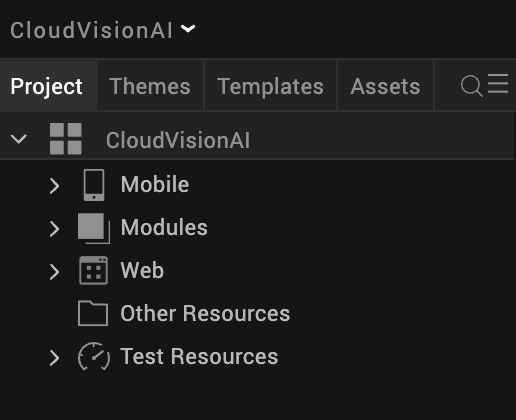 CloudVisionAI
Project Themes Templates Assets
CloudVisionAI
Mobile
Modules
Web
Other Resources
Test Resources